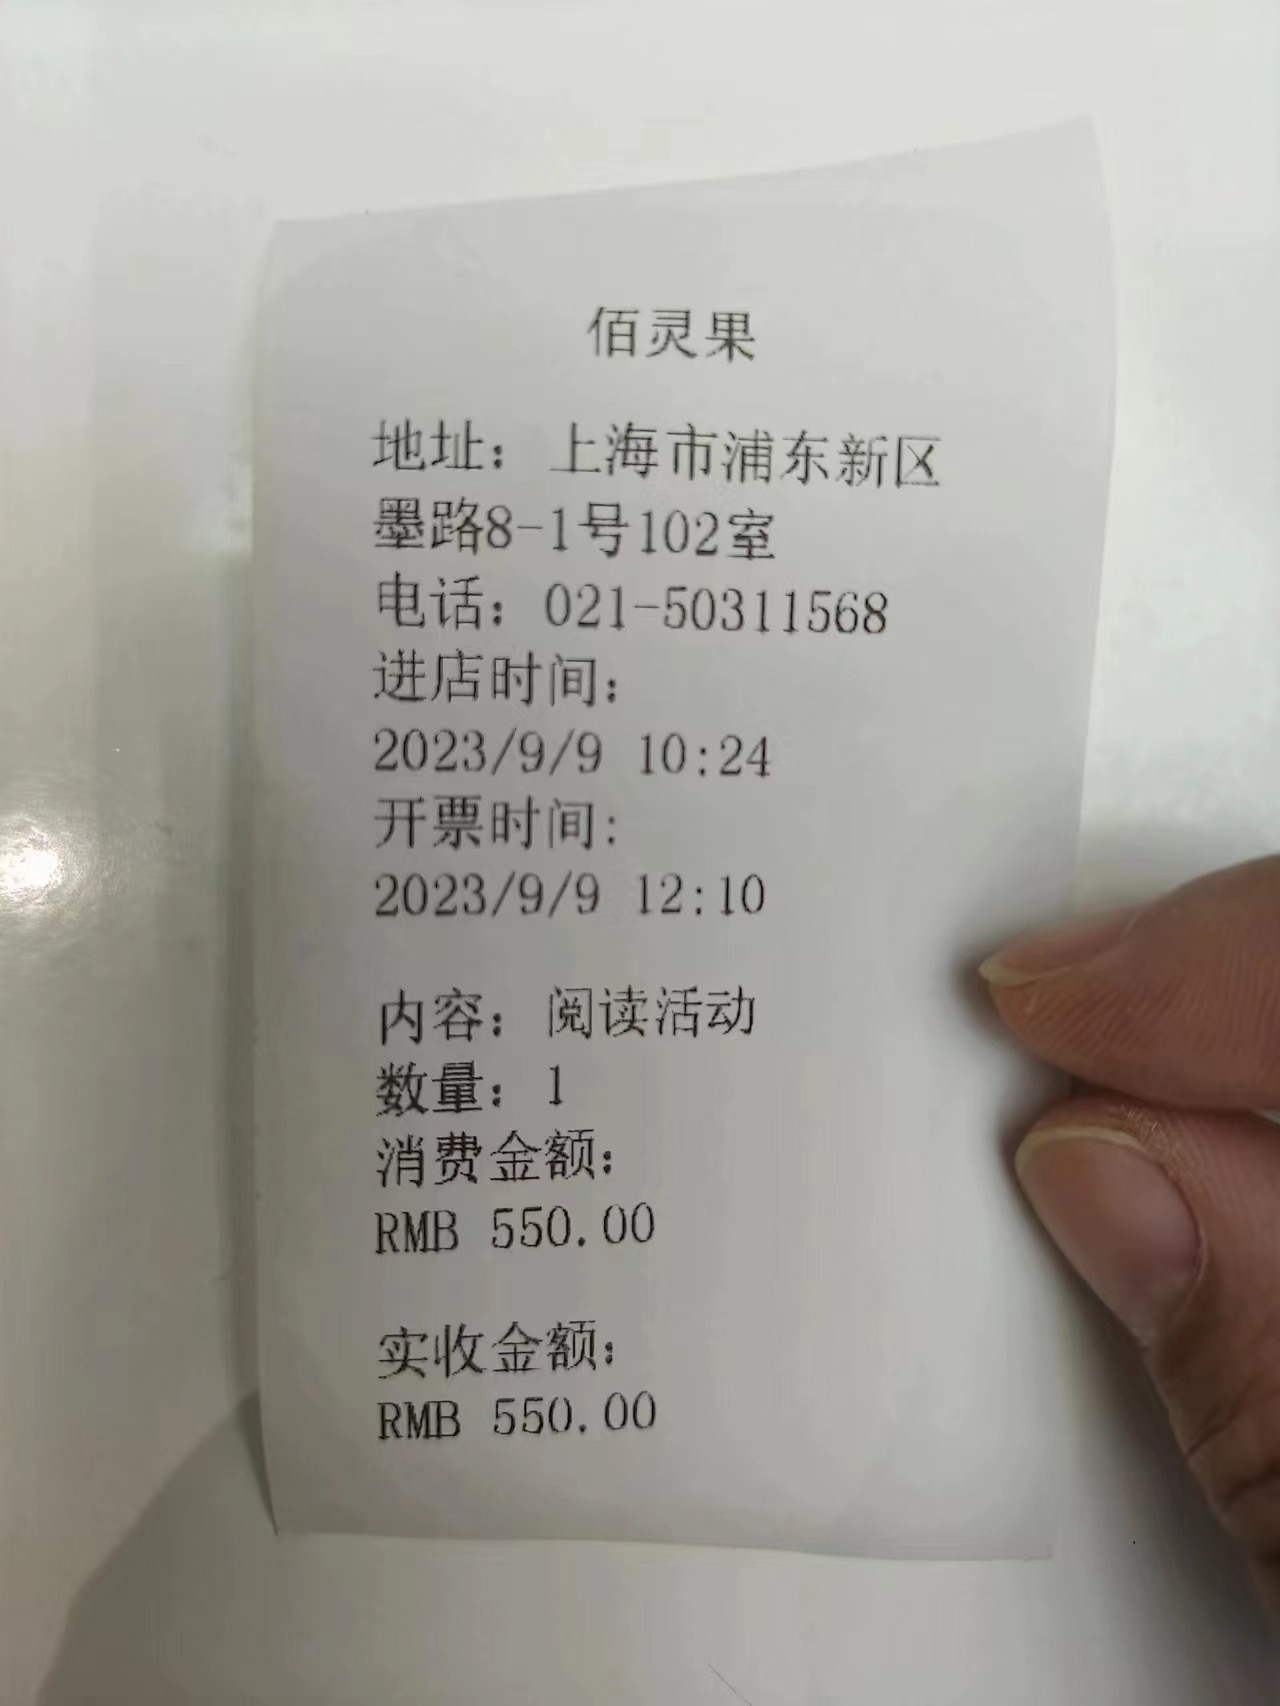 佰灵果
地址：上海市浦东新区
墨路8-1号102室
电话：021-50311568
进店时间：
2023/9/9 10:24
开票时间：
2023/9/9 12:10
内容：阅读活动
数量：1
消费金额：
RMB 550.00
实收金额：
RMB 550.00